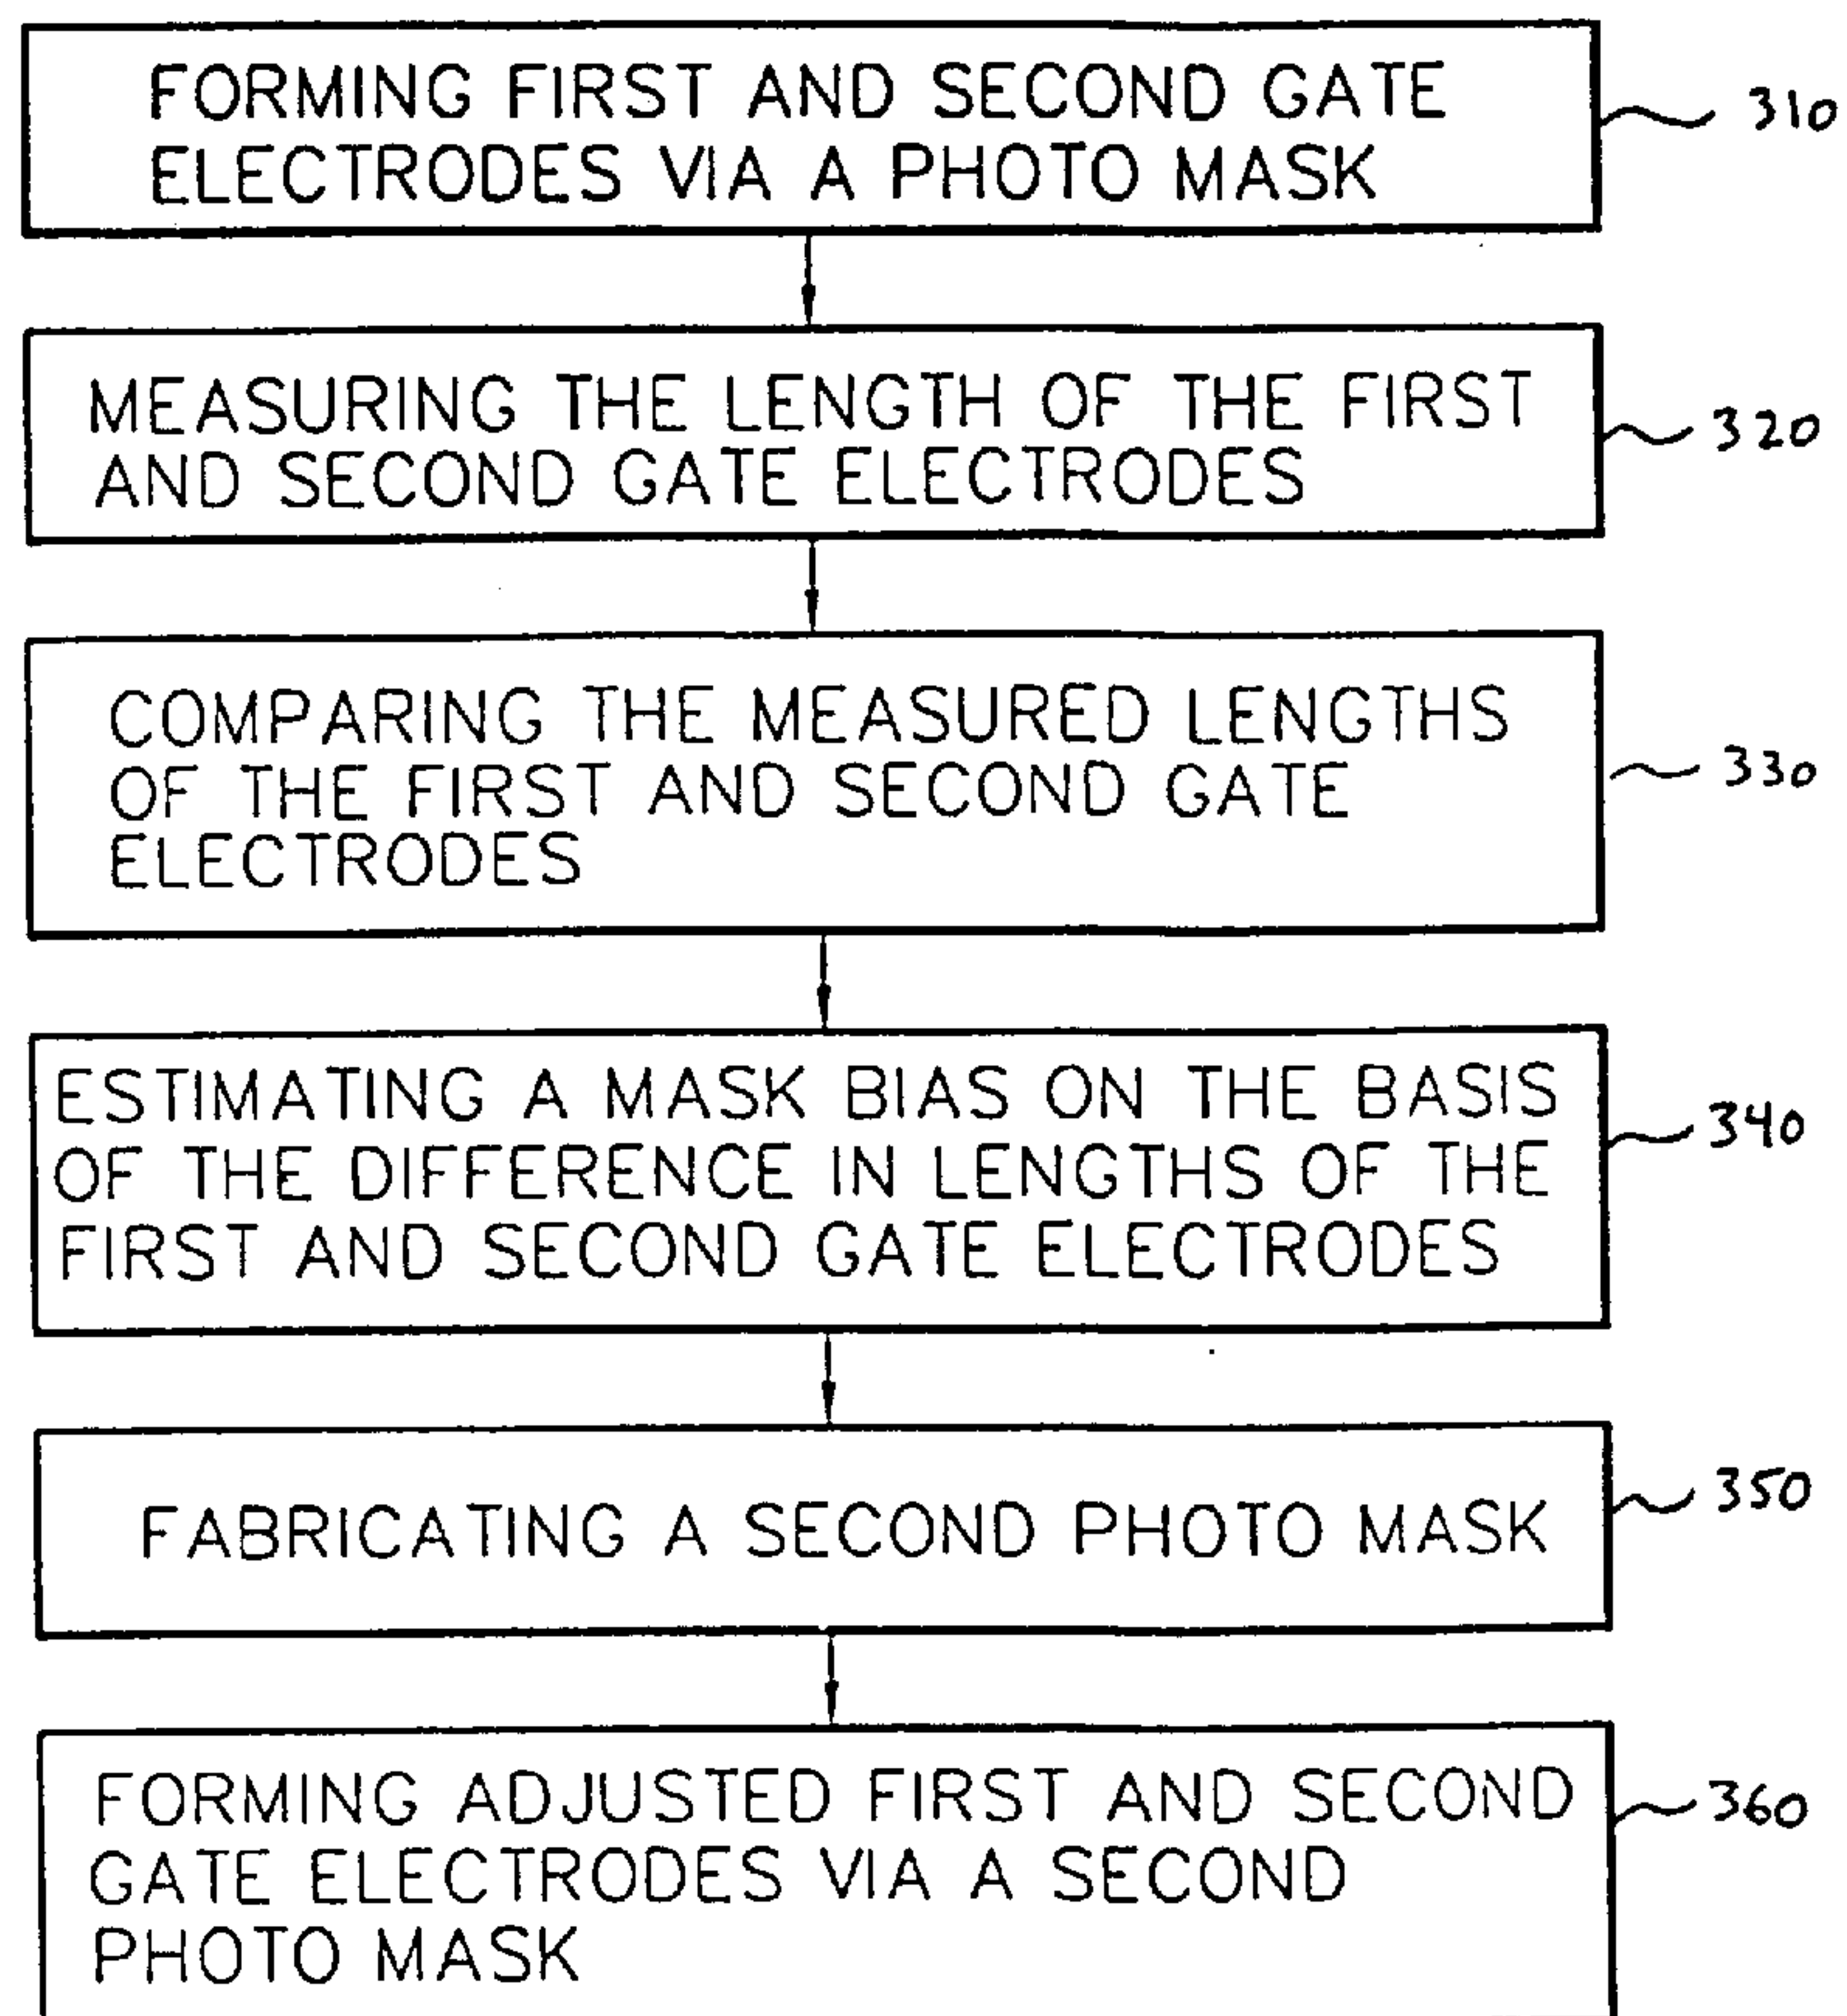 FORMING FIRST AND SECOND GATE
ELECTRODES VIA A PHOTO MASK
310
MEASURING THE LENGTH OF THE FIRST
AND SECOND GATE ELECTRODES
320
COMPARING THE MEASURED LENGTHS
OF THE FIRST AND SECOND GATE
ELECTRODES
330
ESTIMATING A MASK BIAS ON THE BASIS
OF THE DIFFERENCE IN LENGTHS OF THE
FIRST AND SECOND GATE ELECTRODES
340
FABRICATING A SECOND PHOTO MASK
350
FORMING ADJUSTED FIRST AND SECOND
GATE ELECTRODES VIA A SECOND
PHOTO MASK
360